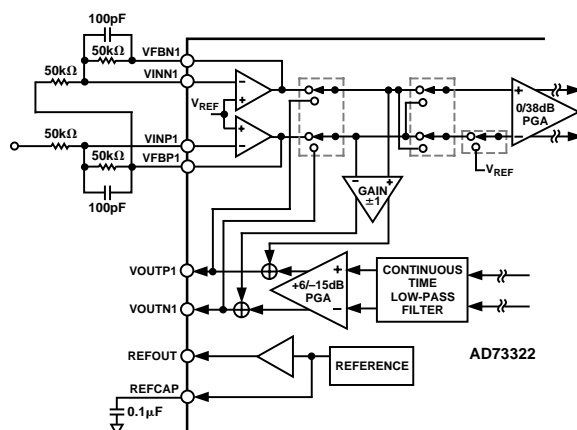 100pF
50kΩ
VFBN1
50kΩ
VINN1
VREF
50kΩ
VINP1
50kΩ
VFBP1
100pF
0/38dB
PGA
VREF
GAIN
±1
VOUTP1
+6/–15dB
PGA
CONTINUOUS
TIME
LOW-PASS
FILTER
VOUTN1
REFOUT
REFERENCE
AD73322
REFCAP
0.1μF